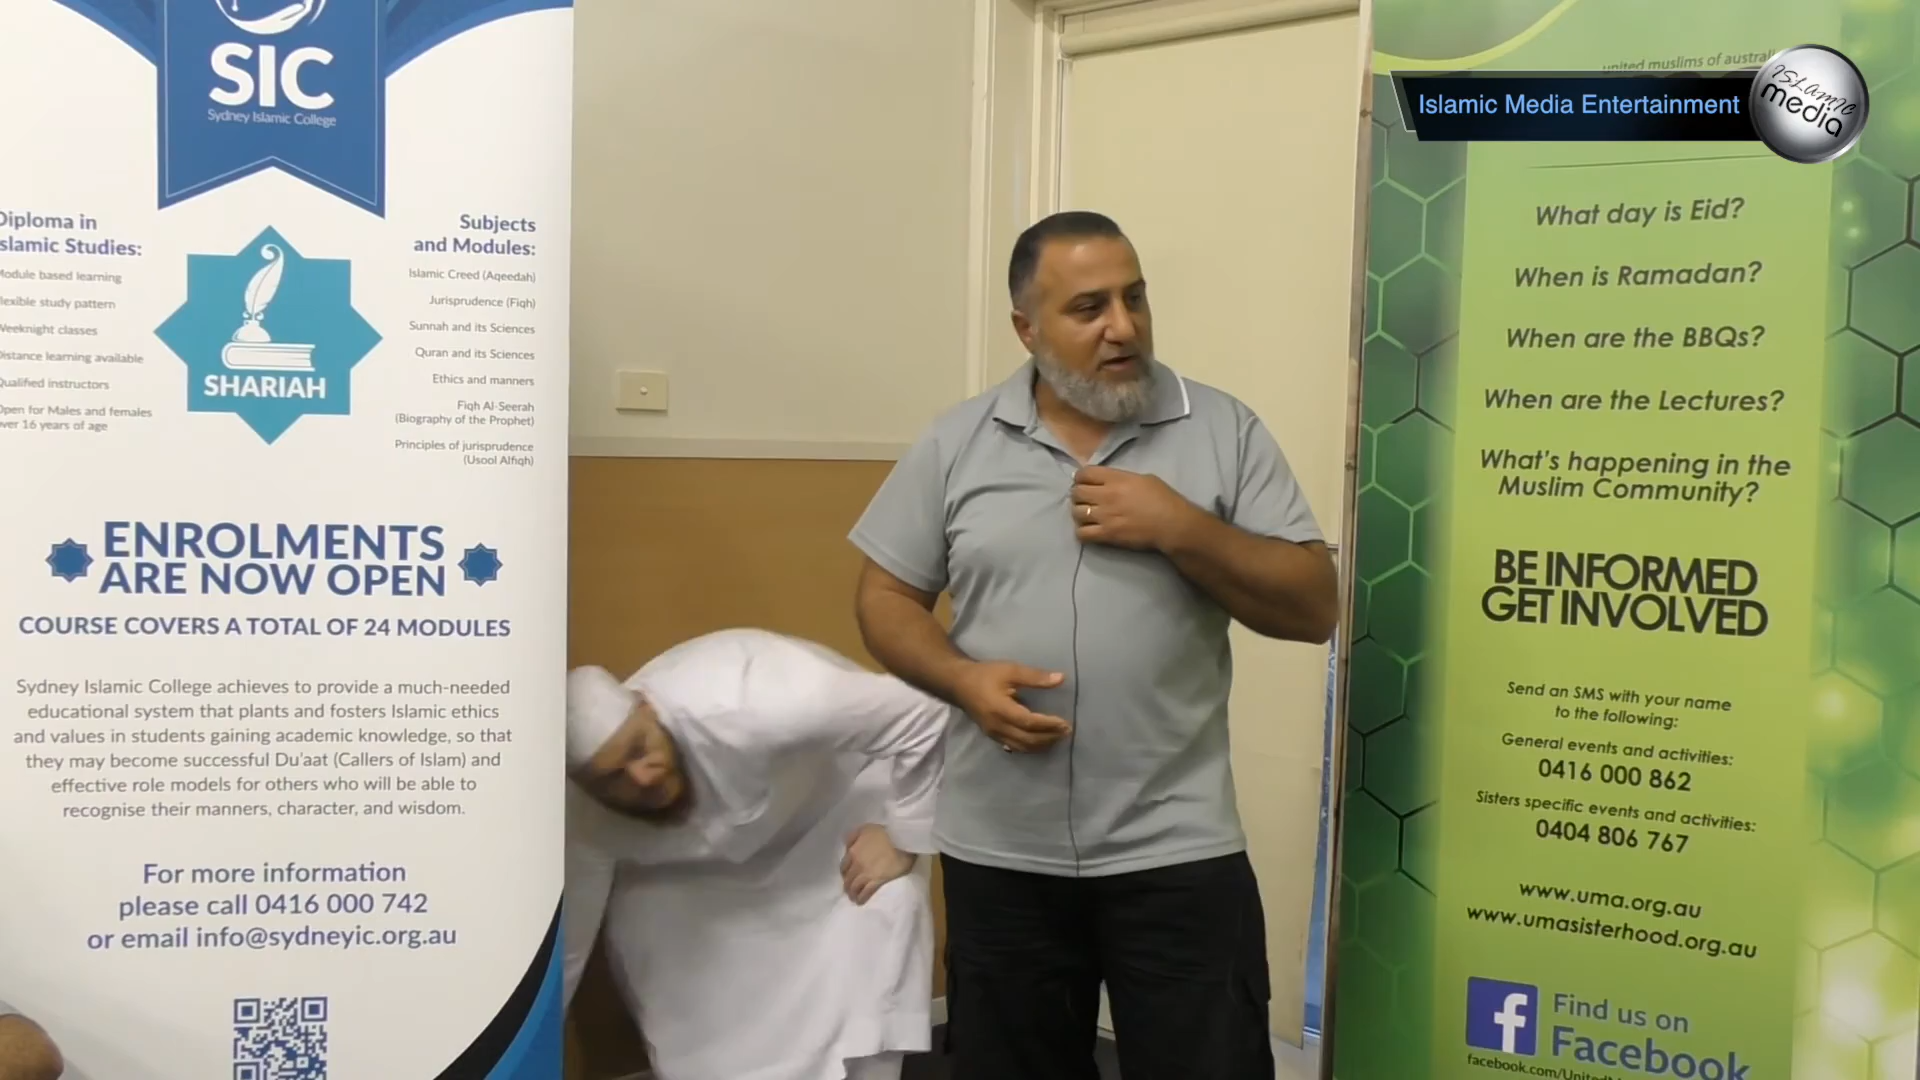 SIC
Sydney Islamic College
Diploma in
Islamic Studies:
Module based learning
flexible study pattern
Weeknight classes
Distance learning available
Qualified instructors
Open for Males and females
over 16 years of age
SHARIAH
Subjects
and Modules:
Islamic Creed (Aqeedah)
Jurisprudence (Fiqh)
Sunnah and its Sciences
Quran and its Sciences
Ethics and manners
Fiqh Al-Seerah
(Biography of the Prophet)
Principles of jurisprudence
(Usool Alfiqh)
ENROLMENTS
ARE NOW OPEN
COURSE COVERS A TOTAL OF 24 MODULES
Sydney Islamic College achieves to provide a much-needed
educational system that plants and fosters Islamic ethics
and values in students gaining academic knowledge, so that
they may become successful Du'aat (Callers of Islam) and
effective role models for others who will be able to
recognise their manners, character, and wisdom.
For more information
please call 0416 000 742
or email info@sydneyic.org.au
united muslims of
Islamic Media Entertainment
ISLAMIC
media
What day is Eid?
When is Ramadan?
When are the BBQs?
When are the Lectures?
What's happening in the
Muslim Community?
BE INFORMED
GET INVOLVED
Send an SMS with your name
to the following:
General events and activities:
0416 000 862
Sisters specific events and activities:
0404 806 767
www.uma.org.au
www.umasisterhood.org.au
Find us on
Facebook